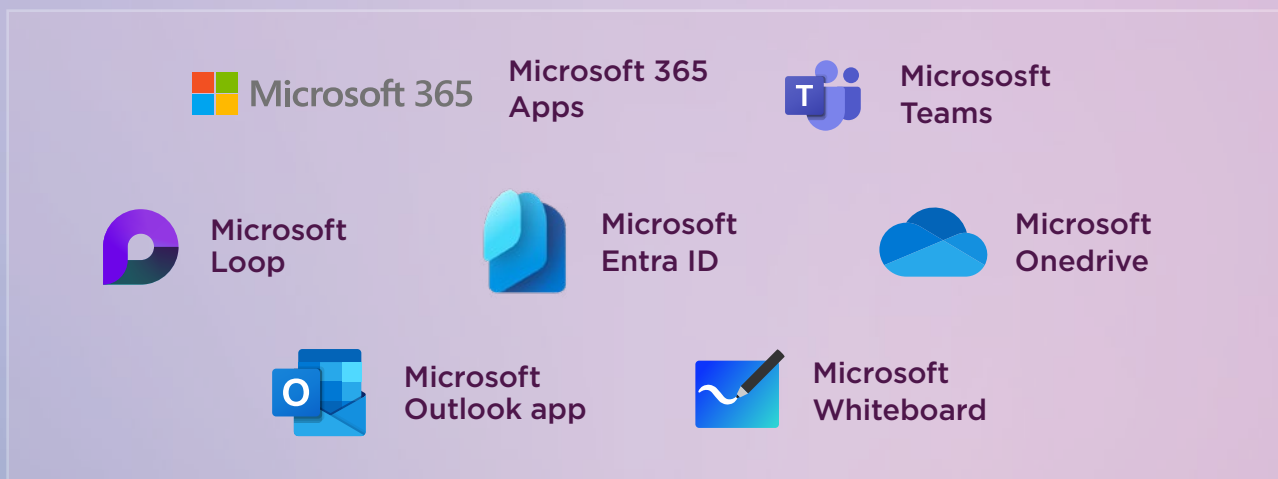 Microsoft 365
Microsoft 365
Apps
T
Micrososft
Teams
Microsoft
Loop
Microsoft
Entra ID
Microsoft
Onedrive
O
Microsoft
Outlook app
Microsoft
Whiteboard